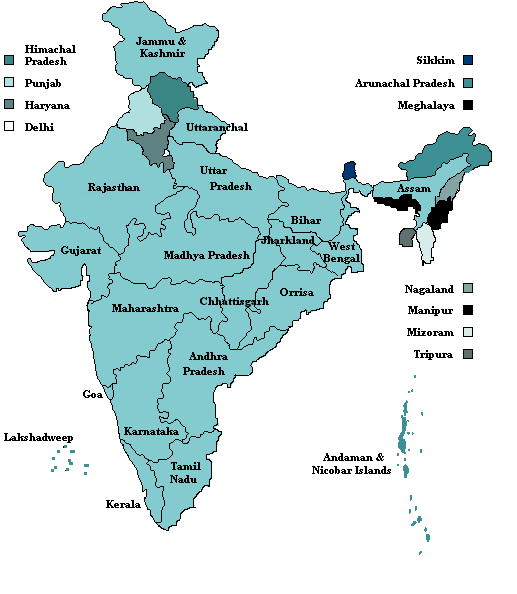 Jammu &
Kashmir
Himachal
Pradesh
Punjab
Haryana
Delhi
Sikkim
Arunachal Pradesh
Meghalaya
Uttaranchal
Uttar
Pradesh
Rajasthan
Assam
Bihar
Jharkland
West
Bengal
Gujarat
Madhya Pradesh
Orrisa
Chhattisgarh
Maharashtra
Nagaland
Manipur
Mizoram
Tripura
Andhra
Pradesh
Goa
Karnataka
Lakshadweep
Tamil
Nadu
Kerala
Andaman &
Nicobar Islands